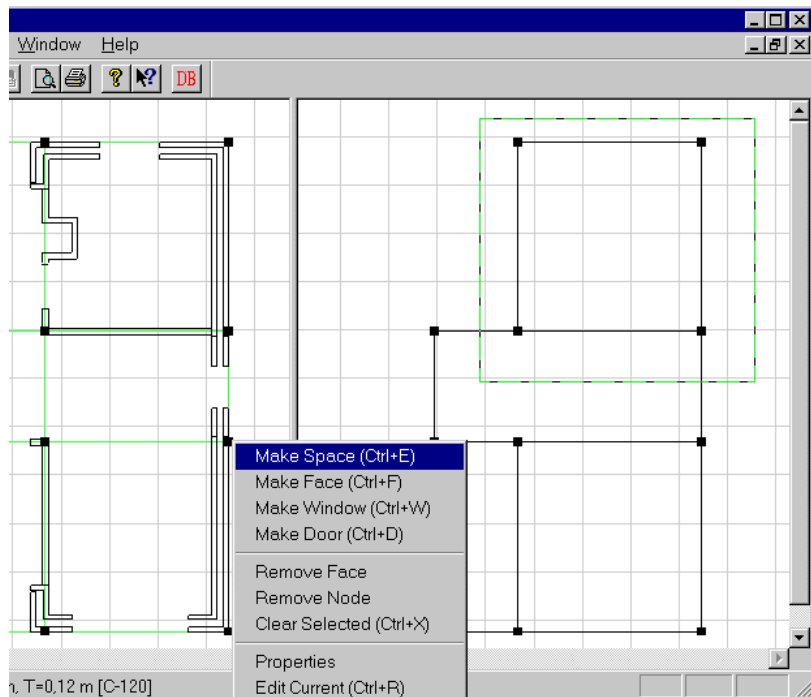 Window Help
DB
Make Space (Ctrl+E)
Make Face (Ctrl+F)
Make Window (Ctrl+W)
Make Door (Ctrl+D)
Remove Face
Remove Node
Clear Selected (Ctrl+X)
Properties
Edit Current (Ctrl+R)
T=0,12 m [C-120]